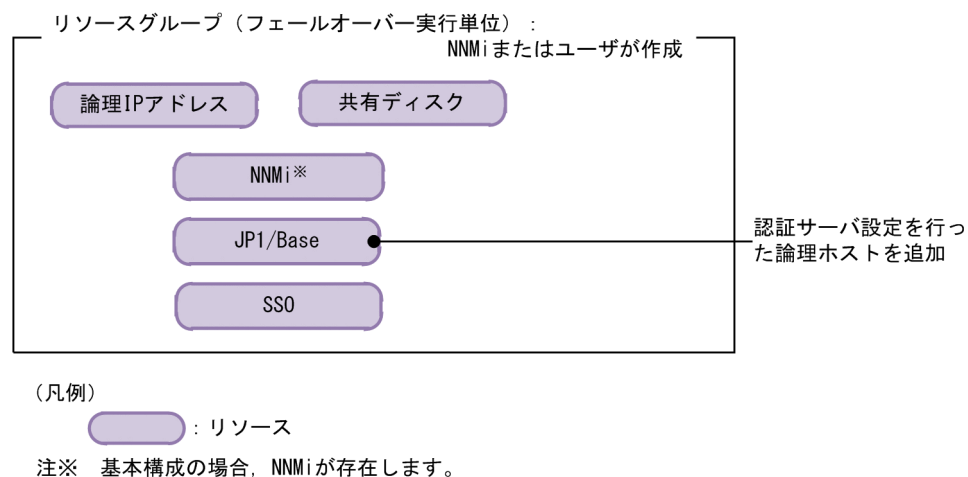 リソースグループ（フェールオーバー実行単位）：
NNMiまたはユーザが作成
論理IPアドレス
共有ディスク
NNMi※
JP1/Base
SSO
認証サーバ設定を行っ
た論理ホストを追加
（凡例）
：リソース
注※　基本構成の場合，NNMiが存在します。